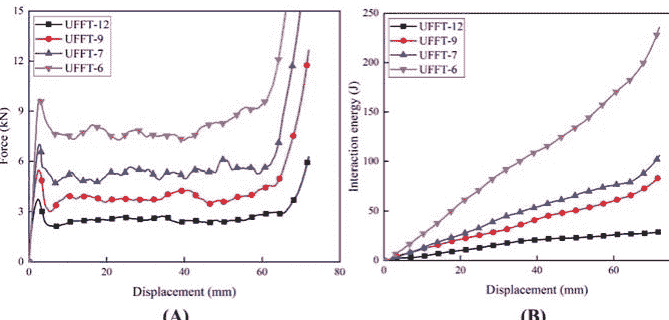 15
12
9
6
3
0
Force (kN)
UFFT-12
UFFT-9
UFFT-7
UFFT-6
0 20 40 60 80
Displacement (mm)
(A)
250
200
150
100
50
0
Interaction energy (J)
UFFT-12
UFFT-9
UFFT-7
UFFT-6
0 20 40 60
Displacement (mm)
(B)